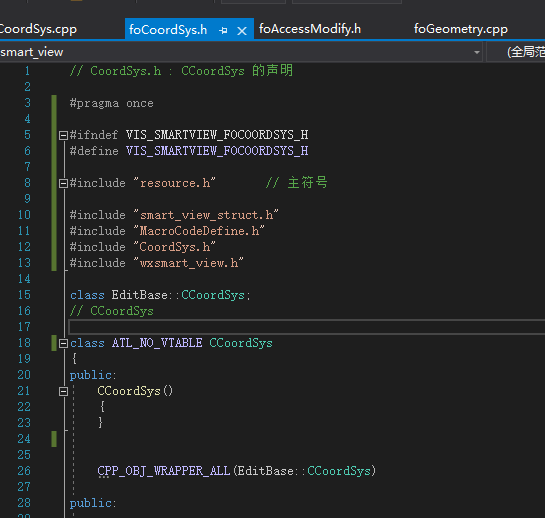 CoordSys.cpp
foCoordSys.h
foAccessModify.h
foGeometry.cpp
smart_view
(全局范
1 // CoordSys.h : CCoordSys 的声明
2
3 #pragma once
4
5 #ifndef VIS_SMARTVIEW_FOCOORDSYS_H
6 #define VIS_SMARTVIEW_FOCOORDSYS_H
7
8 #include "resource.h" // 主符号
9
10 #include "smart_view_struct.h"
11 #include "MacroCodeDefine.h"
12 #include "CoordSys.h"
13 #include "wxsmart_view.h"
14
15 class EditBase::CCoordSys;
16 // CCoordSys
17
18 class ATL_NO_VTABLE CCoordSys
19 {
20 public:
21 CCoordSys()
22 {
23 }
24
25
26 CPP_OBJ_WRAPPER_ALL(EditBase::CCoordSys)
27
28 public: